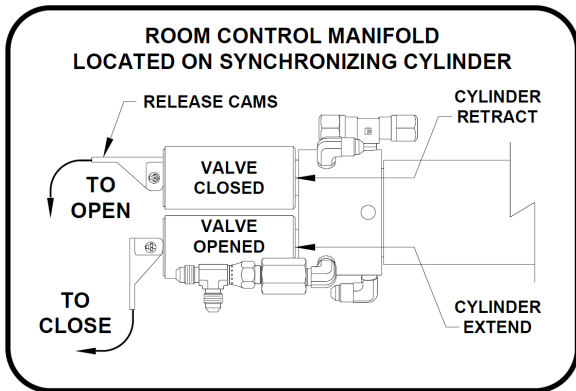 ROOM CONTROL MANIFOLD
LOCATED ON SYNCHRONIZING CYLINDER
RELEASE CAMS
CYLINDER
RETRACT
VALVE
CLOSED
TO
OPEN
VALVE
OPENED
TO
CLOSE
CYLINDER
EXTEND